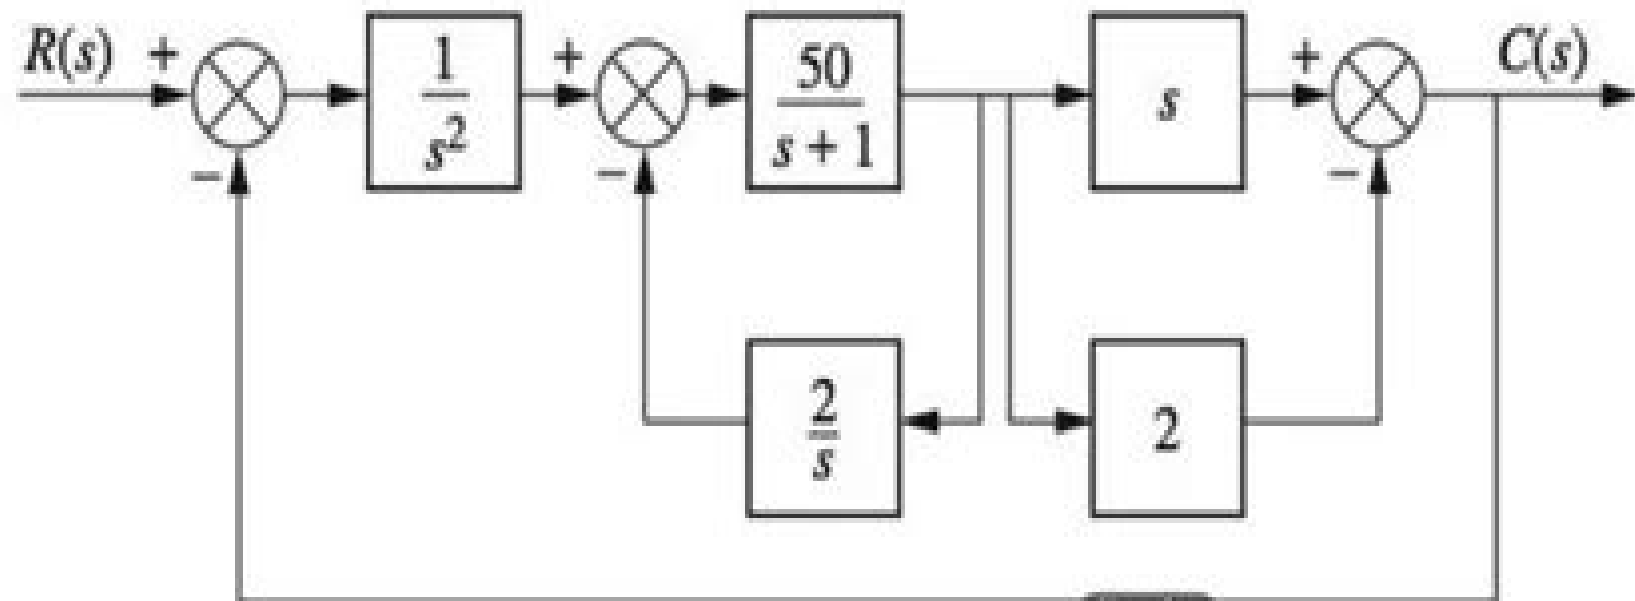 R(s) + 1/s² + 50/(s + 1) s + C(s)
− − −
2/s 2